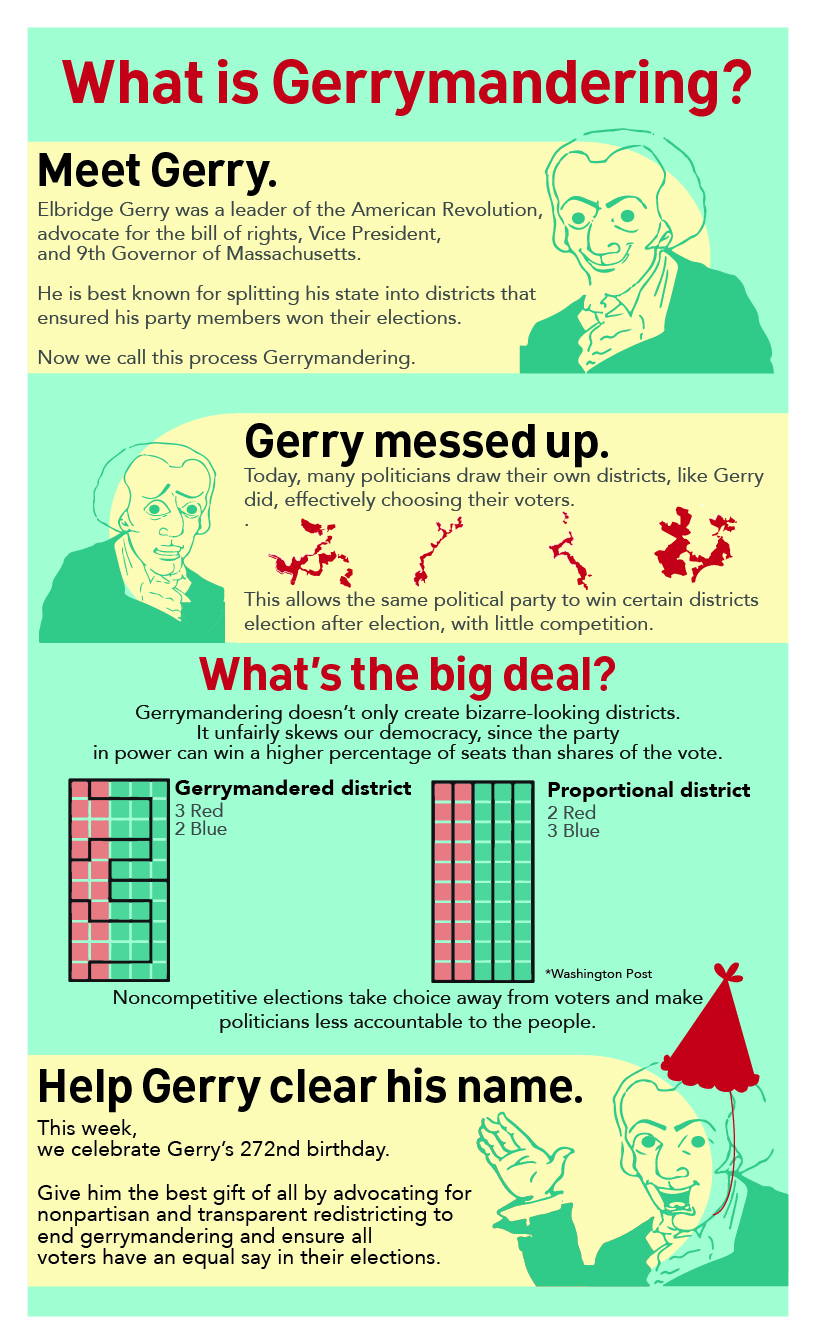 What is Gerrymandering?
Meet Gerry.
Elbridge Gerry was a leader of the American Revolution,
advocate for the bill of rights, Vice President,
and 9th Governor of Massachusetts.
He is best known for splitting his state into districts that
ensured his party members won their elections.
Now we call this process Gerrymandering.
Gerry messed up.
Today, many politicians draw their own districts, like Gerry
did, effectively choosing their voters.
.
This allows the same political party to win certain districts
election after election, with little competition.
What's the big deal?
Gerrymandering doesn't only create bizarre-looking districts.
It unfairly skews our democracy, since the party
in power can win a higher percentage of seats than shares of the vote.
Gerrymandered district
3 Red
2 Blue
Proportional district
2 Red
3 Blue
*Washington Post
Noncompetitive elections take choice away from voters and make
politicians less accountable to the people.
Help Gerry clear his name.
This week,
we celebrate Gerry's 272nd birthday.
Give him the best gift of all by advocating for
nonpartisan and transparent redistricting to
end gerrymandering and ensure all
voters have an equal say in their elections.